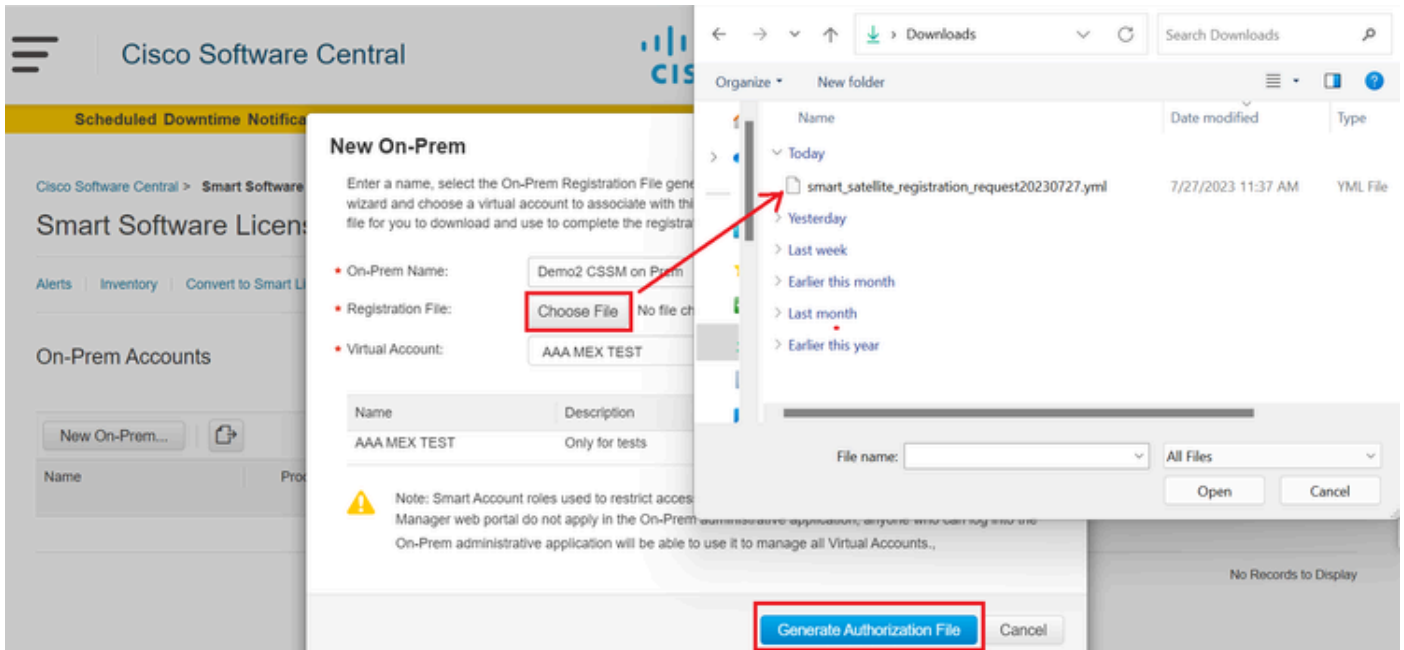 Cisco Software Central
Scheduled Downtime Notifica
Cisco Software Central > Smart Software
Smart Software Licens
Alerts | Inventory | Convert to Smart Li
On-Prem Accounts
New On-Prem...
Name
No Records to Display
New On-Prem
Enter a name, select the On-Prem Registration File gene
wizard and choose a virtual account to associate with thi
file for you to download and use to complete the registra
* On-Prem Name: Demo2 CSSM on Prem
* Registration File: Choose File No file ch
* Virtual Account: AAA MEX TEST
Name Description
AAA MEX TEST Only for tests
Note: Smart Account roles used to restrict acces
Manager web portal do not apply in the On-Prem administrative application, anyone who can log into the
On-Prem administrative application will be able to use it to manage all Virtual Accounts.,
Generate Authorization File Cancel
> Downloads Search Downloads
Organize New folder
Name Date modified Type
Today
smart_satellite_registration_request20230727.yml 7/27/2023 11:37 AM YML File
Yesterday
Last week
Earlier this month
Last month
Earlier this year
File name: All Files
Open Cancel